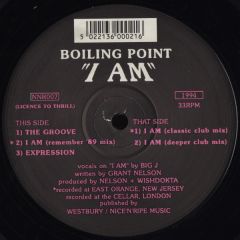 5 022136 000216
BOILING POINT
"I AM"
NNR007
(LICENCE TO THRILL)
1994
33RPM
THIS SIDE
1) THE GROOVE
*2) I AM (remember '89 mix)
3) EXPRESSION
THAT SIDE
*1) I AM (classic club mix)
*2) I AM (deeper club mix)
vocals on "I AM" by BIG J
written by GRANT NELSON
produced by NELSON + WISHDOKTA
*recorded at EAST ORANGE, NEW JERSEY
recorded at the CELLAR, LONDON
published by
WESTBURY / NICE'N'RIPE MUSIC